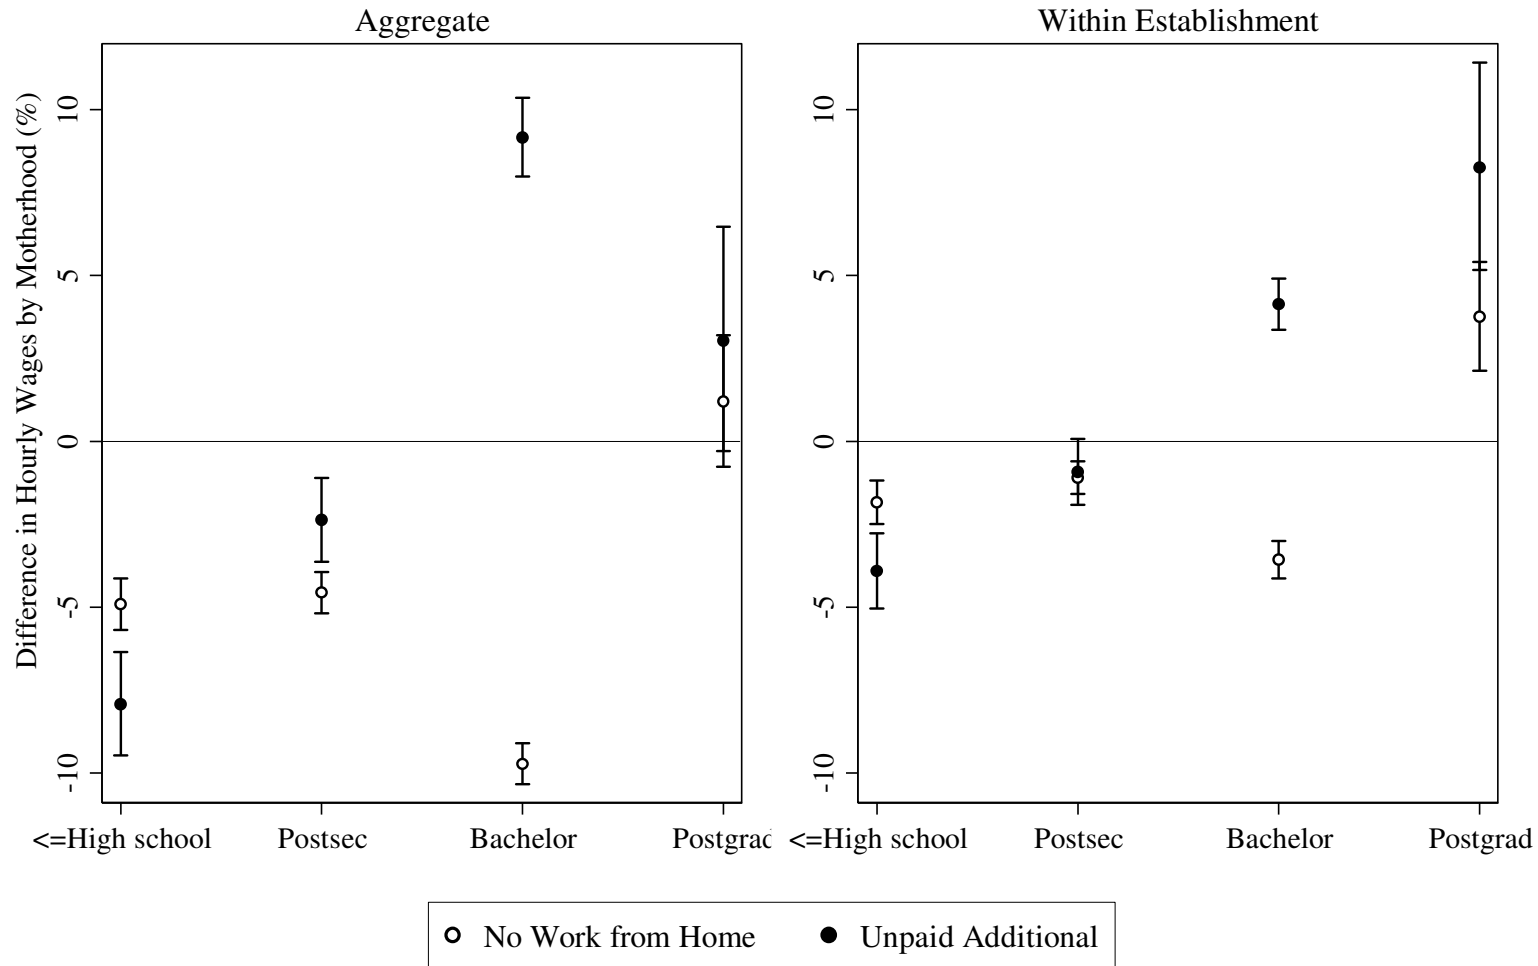 Aggregate
Within Establishment
Difference in Hourly Wages by Motherhood (%)
10
5
0
-5
-10
10
5
0
-5
-10
<=High school
Postsec
Bachelor
Postgrad
<=High school
Postsec
Bachelor
Postgrad
No Work from Home
Unpaid Additional